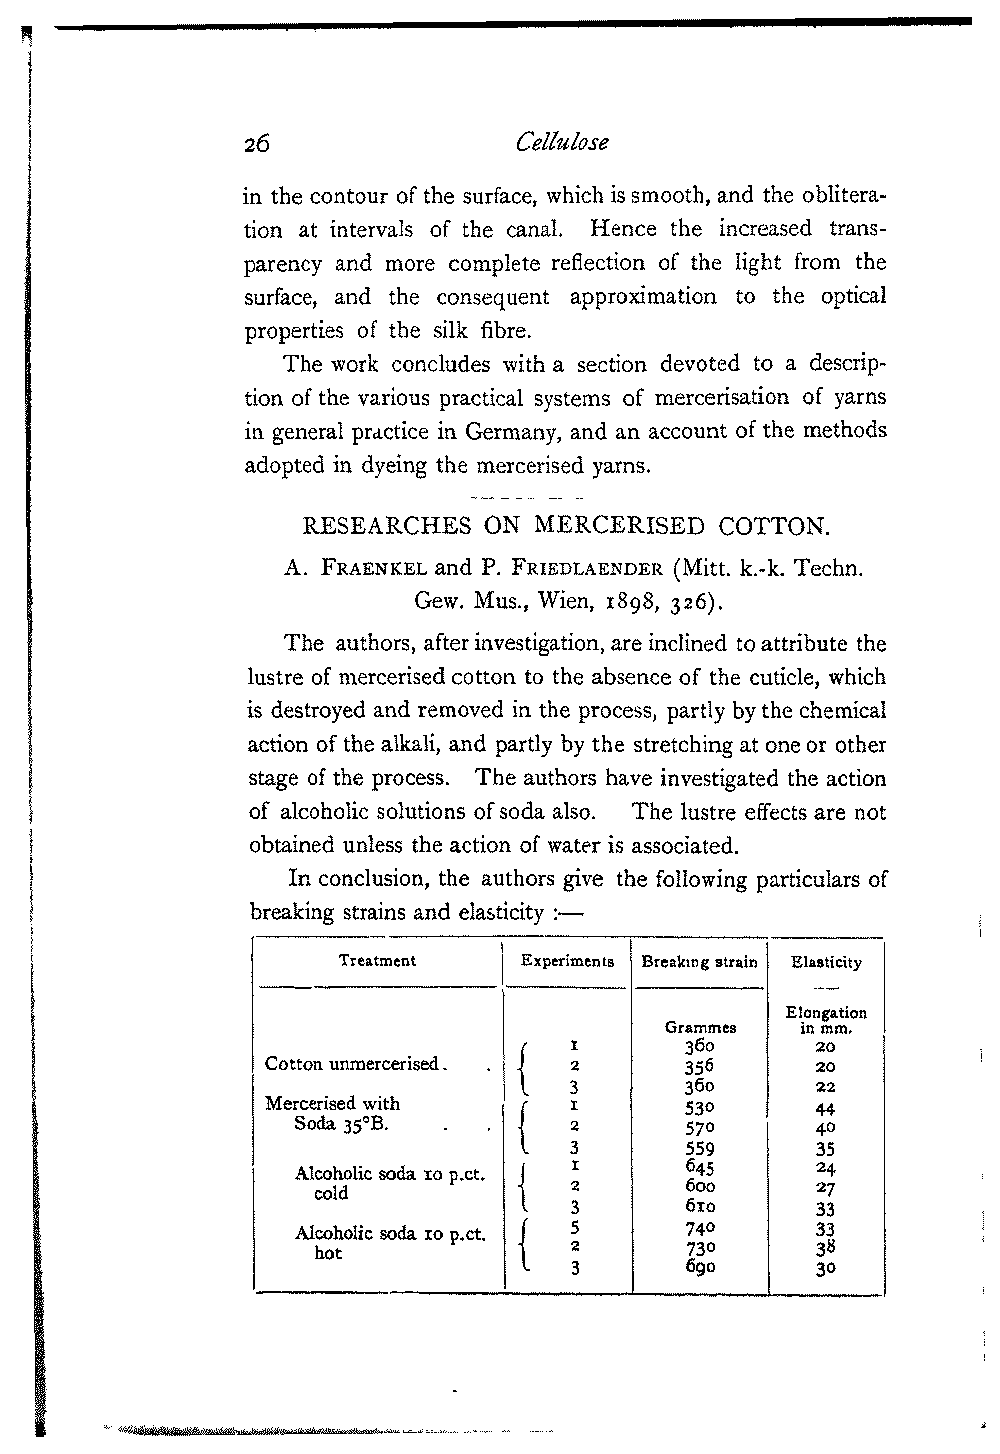 26 Cellulose
in the contour of the surface, which is smooth, and the oblitera-
tion at intervals of the canal. Hence the increased trans-
parency and more complete reflection of the light from the
surface, and the consequent approximation to the optical
properties of the silk fibre.
The work concludes with a section devoted to a descrip-
tion of the various practical systems of mercerisation of yarns
in general practice in Germany, and an account of the methods
adopted in dyeing the mercerised yarns.
RESEARCHES ON MERCERISED COTTON.
A. FRAENKEL and P. FRIEDLAENDER (Mitt. k.-k. Techn.
Gew. Mus., Wien, 1898, 326).
The authors, after investigation, are inclined to attribute the
lustre of mercerised cotton to the absence of the cuticle, which
is destroyed and removed in the process, partly by the chemical
action of the alkali, and partly by the stretching at one or other
stage of the process. The authors have investigated the action
of alcoholic solutions of soda also. The lustre effects are not
obtained unless the action of water is associated.
In conclusion, the authors give the following particulars of
breaking strains and elasticity :—
Treatment Experiments Breaking strain Elasticity
Elongation
Grammes in mm.
1 360 20
Cotton unmercerised . . 2 356 20
3 360 22
Mercerised with 1 530 44
Soda 35°B. . . 2 570 40
3 559 35
Alcoholic soda 10 p.ct. 1 645 24
cold 2 600 27
3 610 33
Alcoholic soda 10 p.ct. 5 740 33
hot 2 730 38
3 690 30